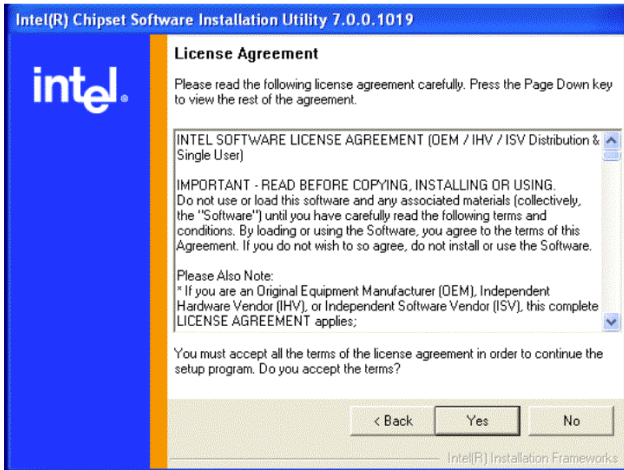 Intel(R) Chipset Software Installation Utility 7.0.0.1019
intel®
License Agreement
Please read the following license agreement carefully. Press the Page Down key
to view the rest of the agreement.
INTEL SOFTWARE LICENSE AGREEMENT (OEM / IHV / ISV Distribution &
Single User)
IMPORTANT - READ BEFORE COPYING, INSTALLING OR USING.
Do not use or load this software and any associated materials (collectively,
the "Software") until you have carefully read the following terms and
conditions. By loading or using the Software, you agree to the terms of this
Agreement. If you do not wish to so agree, do not install or use the Software.
Please Also Note:
* If you are an Original Equipment Manufacturer (OEM), Independent
Hardware Vendor (IHV), or Independent Software Vendor (ISV), this complete
LICENSE AGREEMENT applies;
You must accept all the terms of the license agreement in order to continue the
setup program. Do you accept the terms?
< Back Yes No
Intel(R) Installation Frameworks